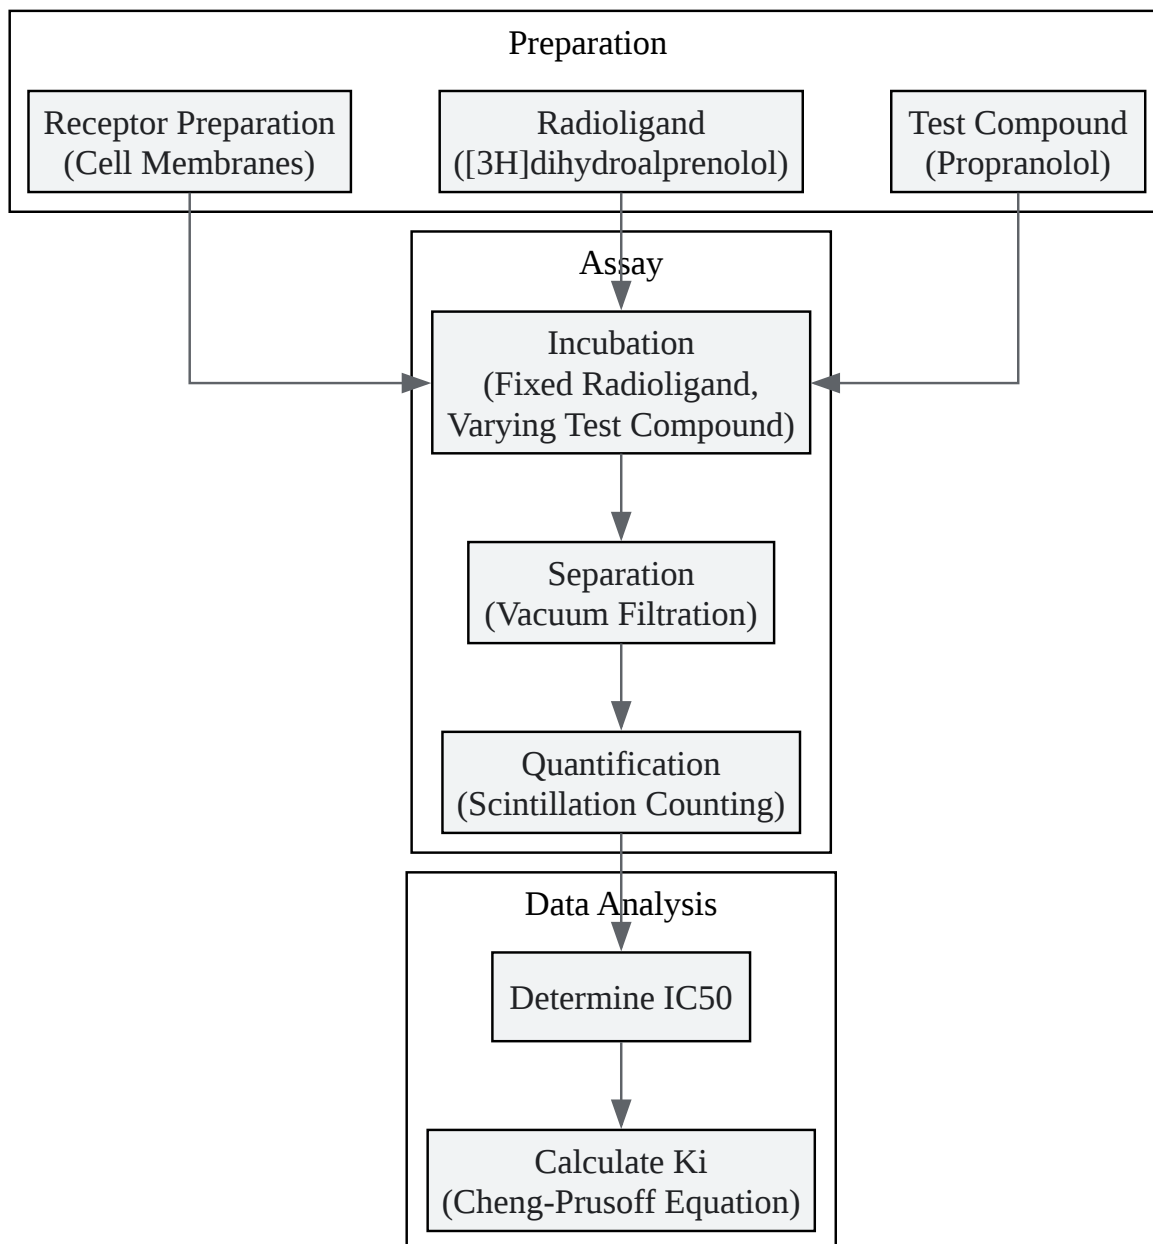 Preparation
Receptor Preparation
(Cell Membranes)
Radioligand
([3H]dihydroalprenolol)
Test Compound
(Propranolol)
Assay
Incubation
(Fixed Radioligand,
Varying Test Compound)
Separation
(Vacuum Filtration)
Quantification
(Scintillation Counting)
Data Analysis
Determine IC50
Calculate Ki
(Cheng-Prusoff Equation)